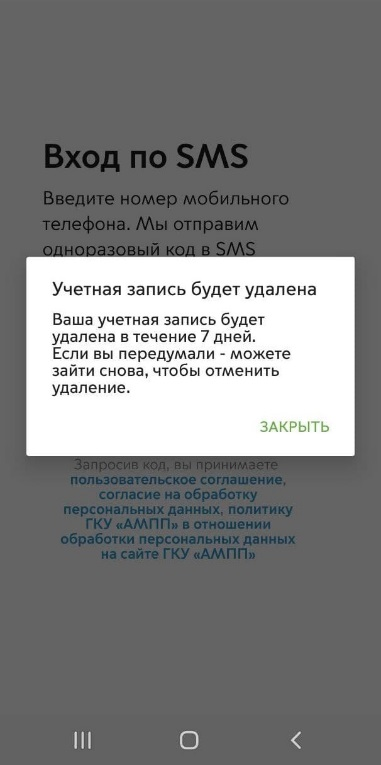 Вход по SMS
Введите номер мобильного
телефона. Мы отправим
одноразовый код в SMS
Учетная запись будет удалена
Ваша учетная запись будет
удалена в течение 7 дней.
Если вы передумали - можете
зайти снова, чтобы отменить
удаление.
ЗАКРЫТЬ
Запросив код, вы принимаете
пользовательское соглашение,
согласие на обработку
персональных данных, политику
ГКУ «АМПП» в отношении
обработки персональных данных
на сайте ГКУ «АМПП»